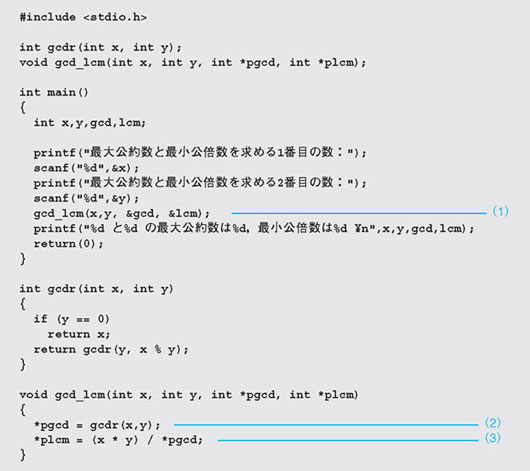 #include <stdio.h>

int gcdr(int x, int y);
void gcd_lcm(int x, int y, int *pgcd, int *plcm);

int main()
{
  int x,y,gcd,lcm;

  printf("最大公約数と最小公倍数を求める1番目の数：");
  scanf("%d",&x);
  printf("最大公約数と最小公倍数を求める2番目の数：");
  scanf("%d",&y);
  gcd_lcm(x,y, &gcd, &lcm); (1)
  printf("%d と%d の最大公約数は%d，最小公倍数は%d ¥n",x,y,gcd,lcm);
  return(0);
}

int gcdr(int x, int y)
{
  if (y == 0)
    return x;
  return gcdr(y, x % y);
}

void gcd_lcm(int x, int y, int *pgcd, int *plcm)
{
  *pgcd = gcdr(x,y); (2)
  *plcm = (x * y) / *pgcd; (3)
}